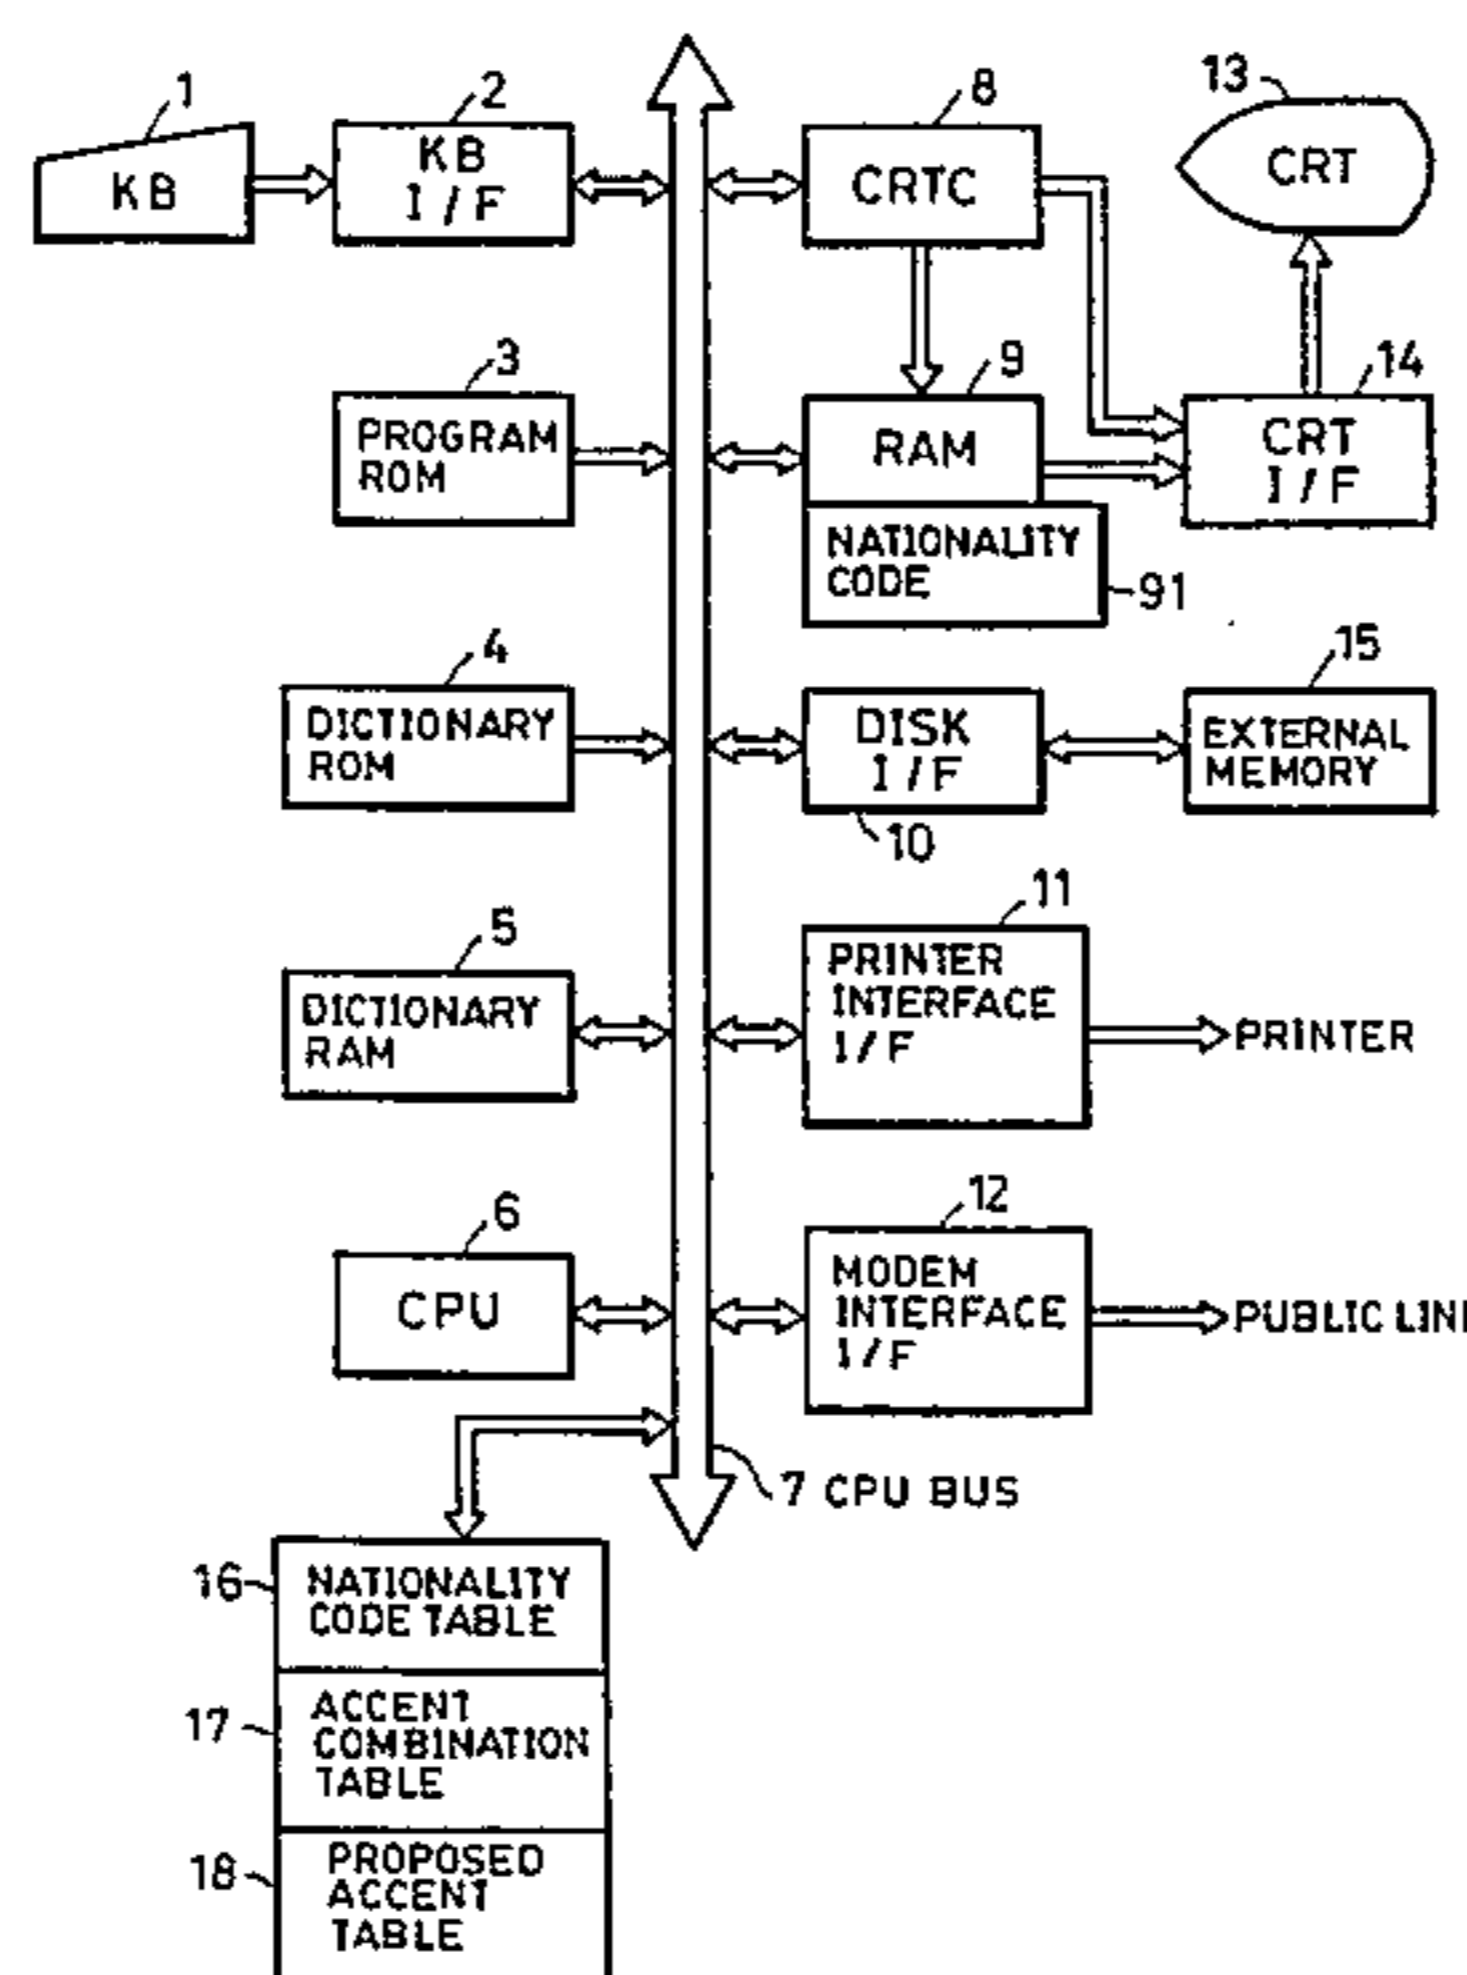 1
KB
2
KB
I/F
8
CRTC
13
CRT
3
PROGRAM
ROM
9
RAM
NATIONALITY
CODE
91
14
CRT
I/F
4
DICTIONARY
ROM
DISK
I/F
10
15
EXTERNAL
MEMORY
5
DICTIONARY
RAM
11
PRINTER
INTERFACE
I/F
PRINTER
6
CPU
12
MODEM
INTERFACE
I/F
PUBLIC LIN
7 CPU BUS
16
NATIONALITY
CODE TABLE
17
ACCENT
COMBINATION
TABLE
18
PROPOSED
ACCENT
TABLE